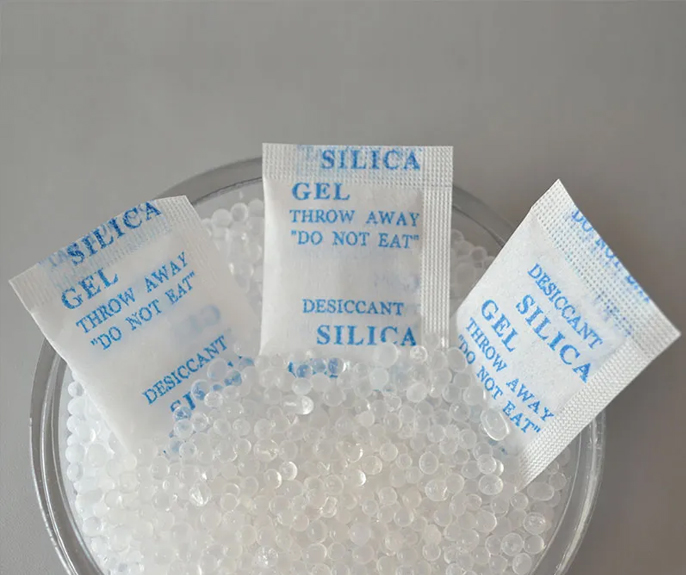 SILICA
GEL
THROW AWAY
"DO NOT EAT"
DESICCANT
SILICA
GEL
THROW AWAY
"DO NOT EAT"
DESICCANT
SILICA
DESICCANT
SILICA
GEL
THROW AWAY
"DO NOT EAT"